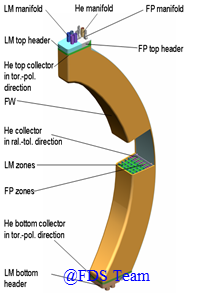 He manifold
LM manifold
FP manifold
LM top header
FP top header
He top collector
in tor.-pol.
direction
FW
He collector
in ral.-tol. direction
LM zones
FP zones
He bottom collector
in tor.-pol. direction
LM bottom
header
@FDS Team